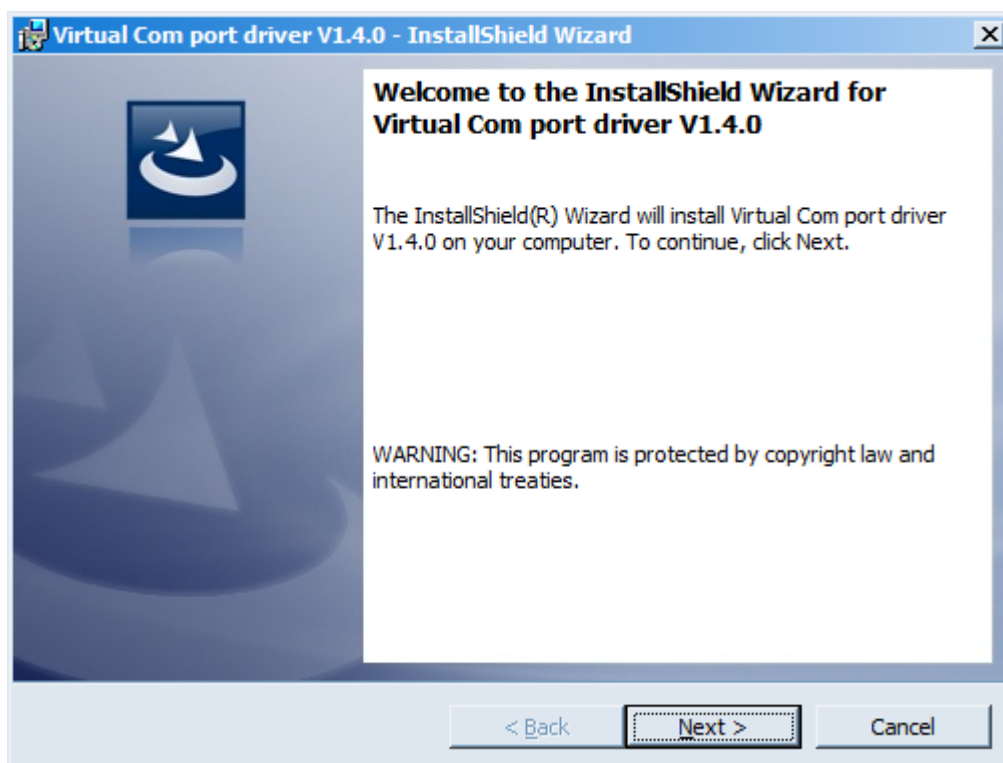 Virtual Com port driver V1.4.0 - InstallShield Wizard
Welcome to the InstallShield Wizard for
Virtual Com port driver V1.4.0
The InstallShield(R) Wizard will install Virtual Com port driver
V1.4.0 on your computer. To continue, click Next.
WARNING: This program is protected by copyright law and
international treaties.
< Back
Next >
Cancel